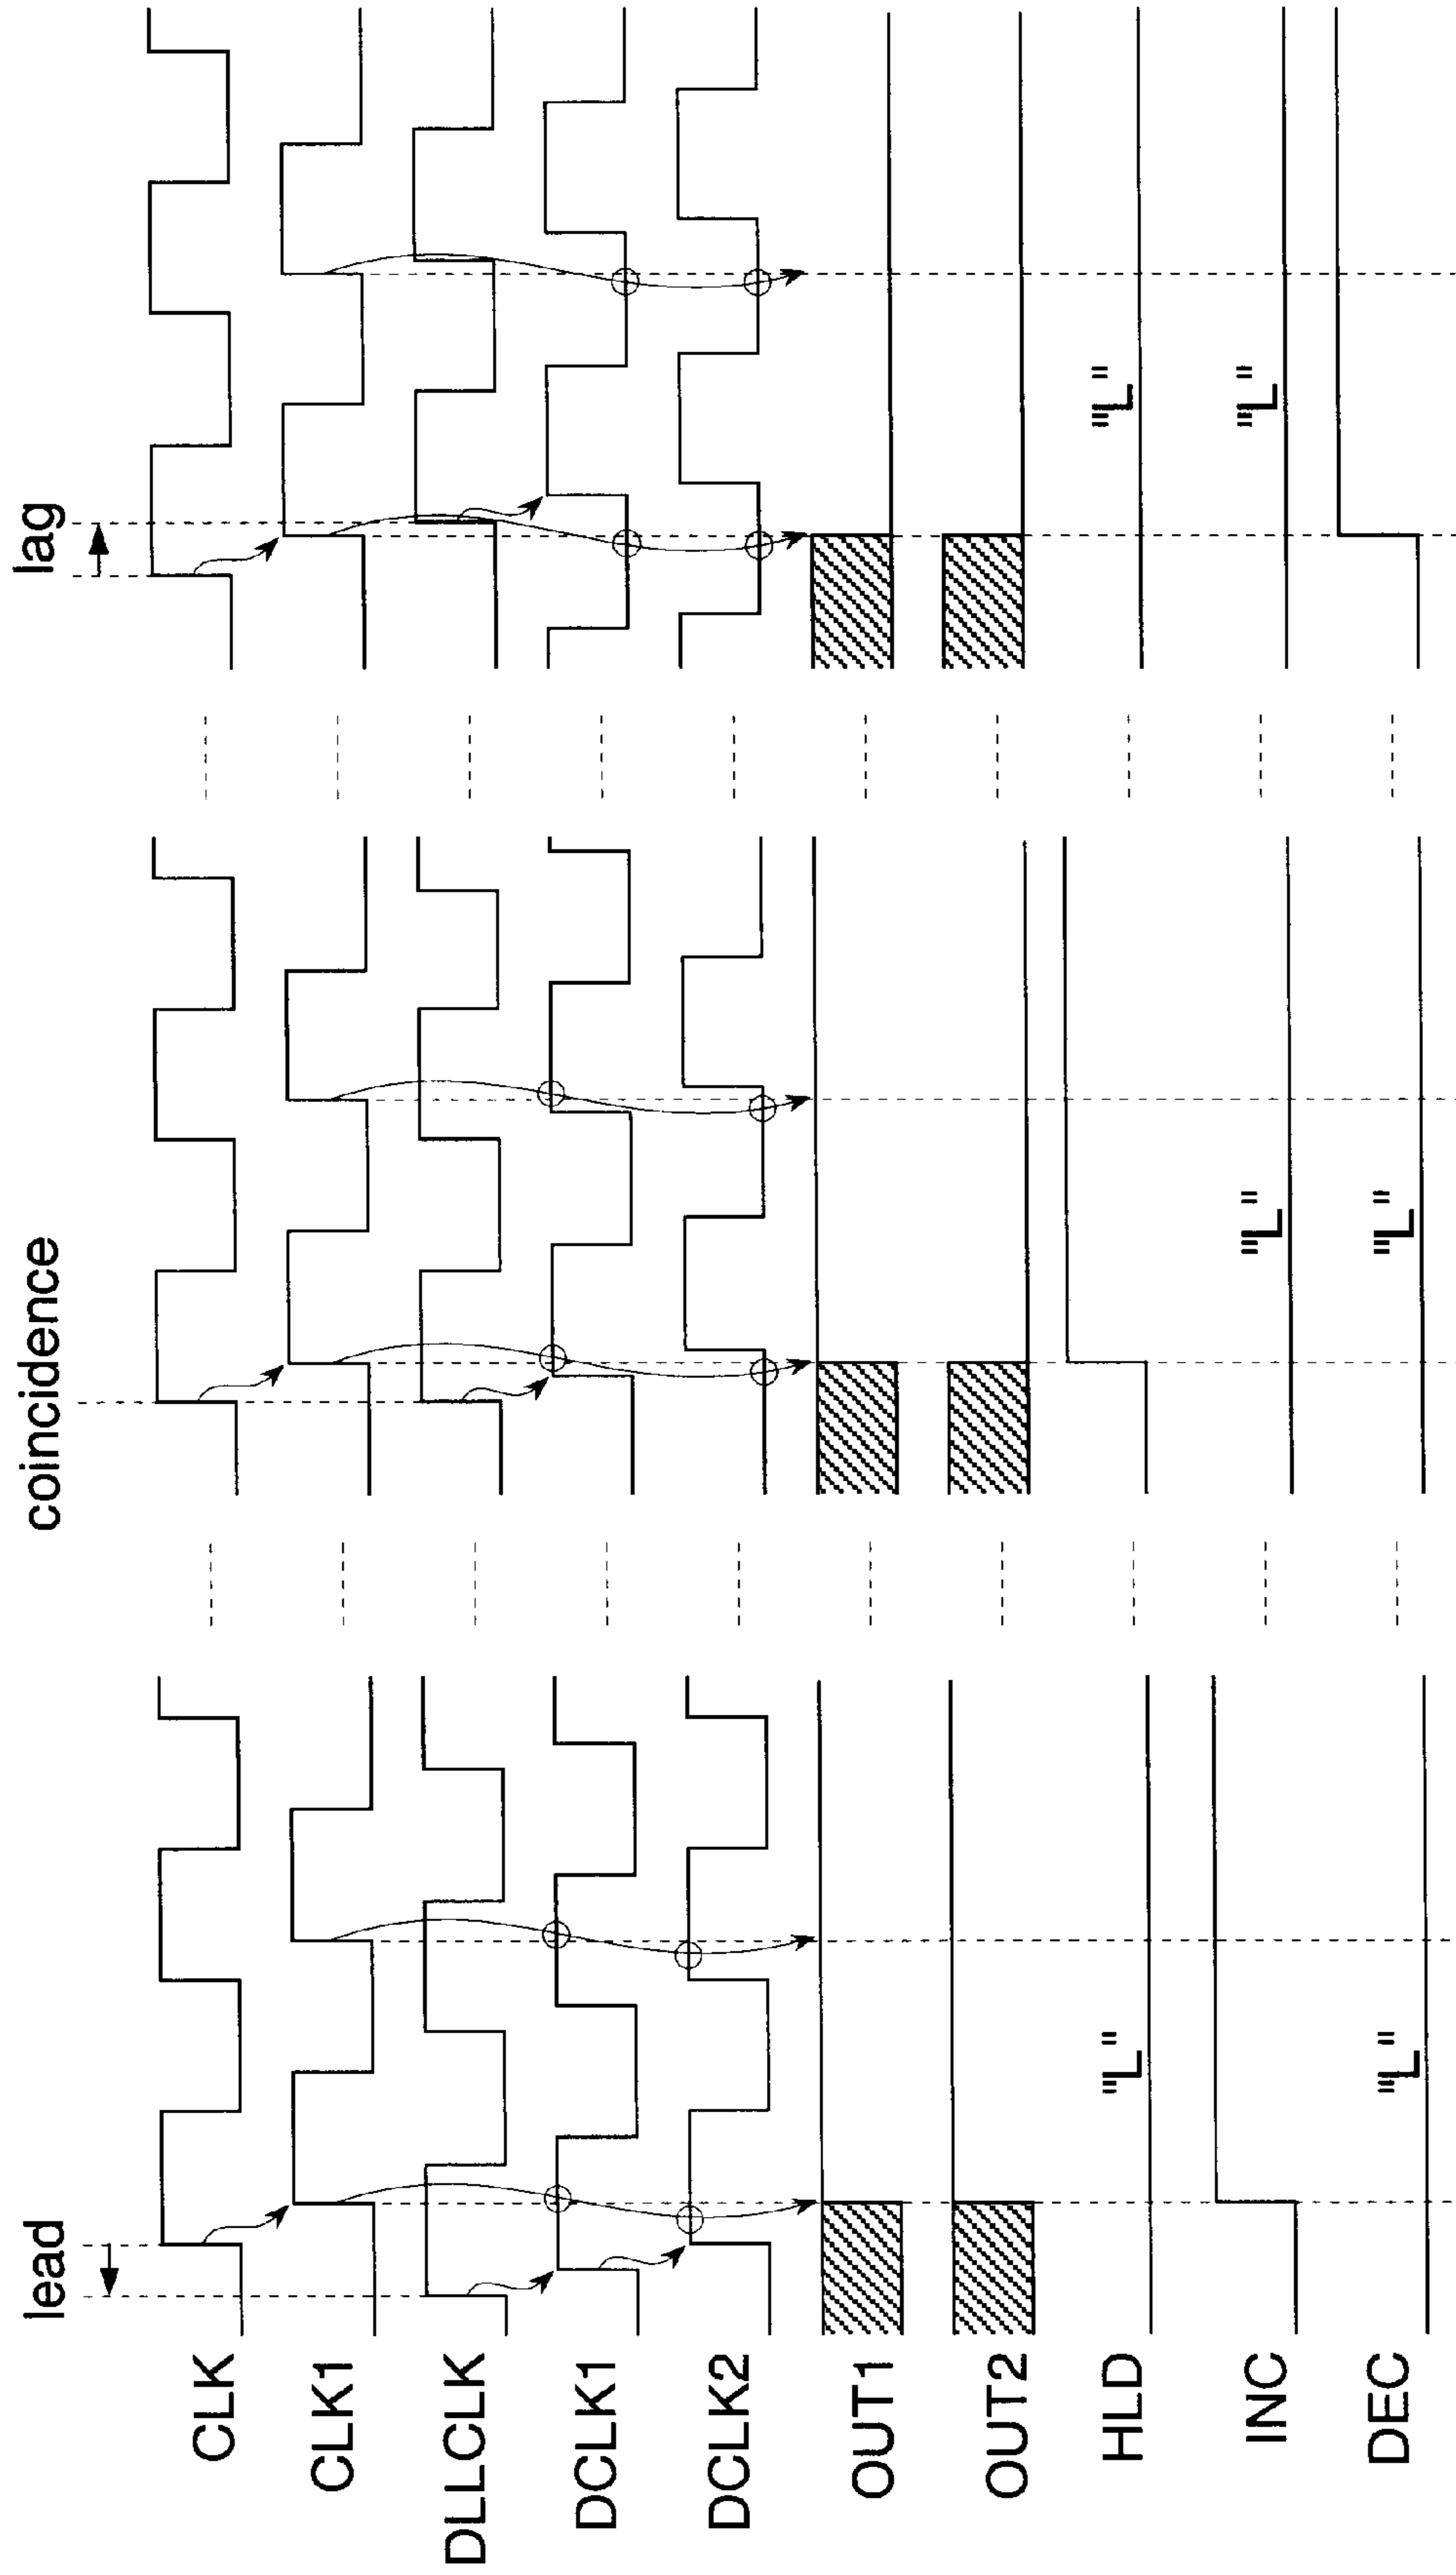 lead
coincidence
lag
CLK
CLK1
DLLCLK
DCLK1
DCLK2
OUT1
OUT2
HLD
"L"
"L"
INC
"L"
"L"
DEC
"L"
"L"